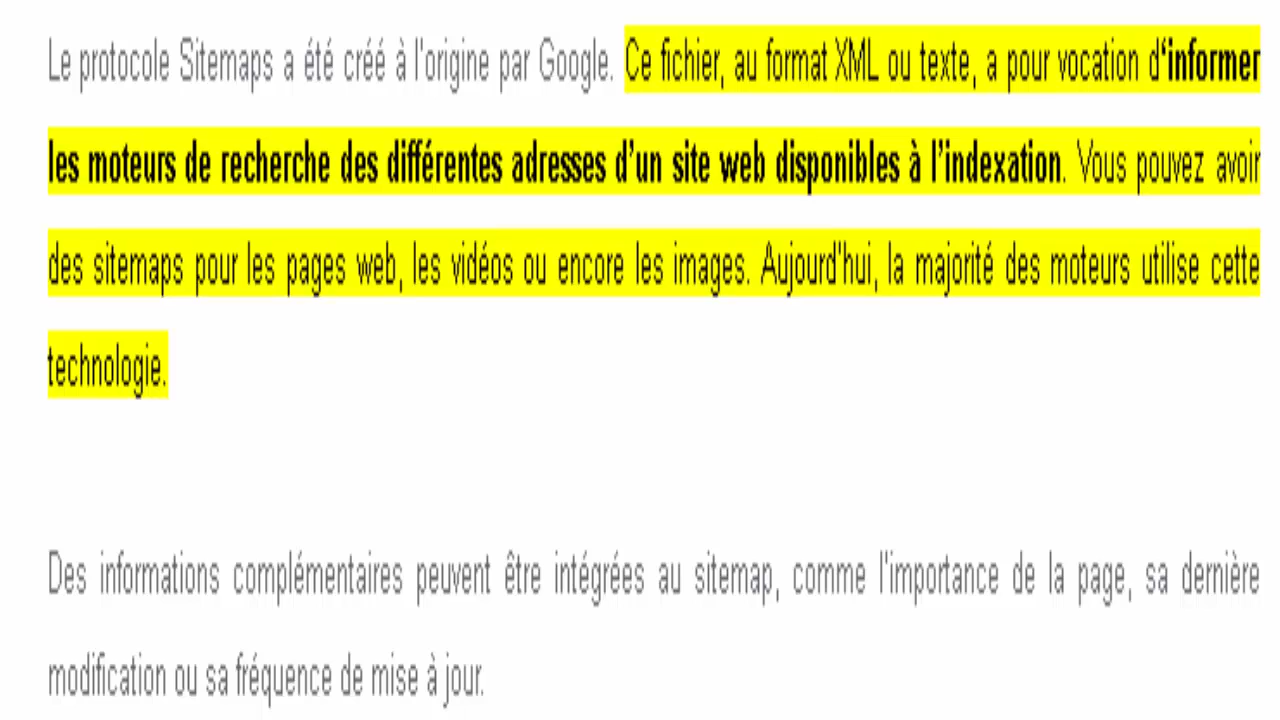 Le protocole Sitemaps a été créé à l'origine par Google. Ce fichier, au format XML ou texte, a pour vocation d‘informer
les moteurs de recherche des différentes adresses d’un site web disponibles à l’indexation. Vous pouvez avoir
des sitemaps pour les pages web, les vidéos ou encore les images. Aujourd'hui, la majorité des moteurs utilise cette
technologie.
Des informations complémentaires peuvent être intégrées au sitemap, comme l'importance de la page, sa dernière
modification ou sa fréquence de mise à jour.